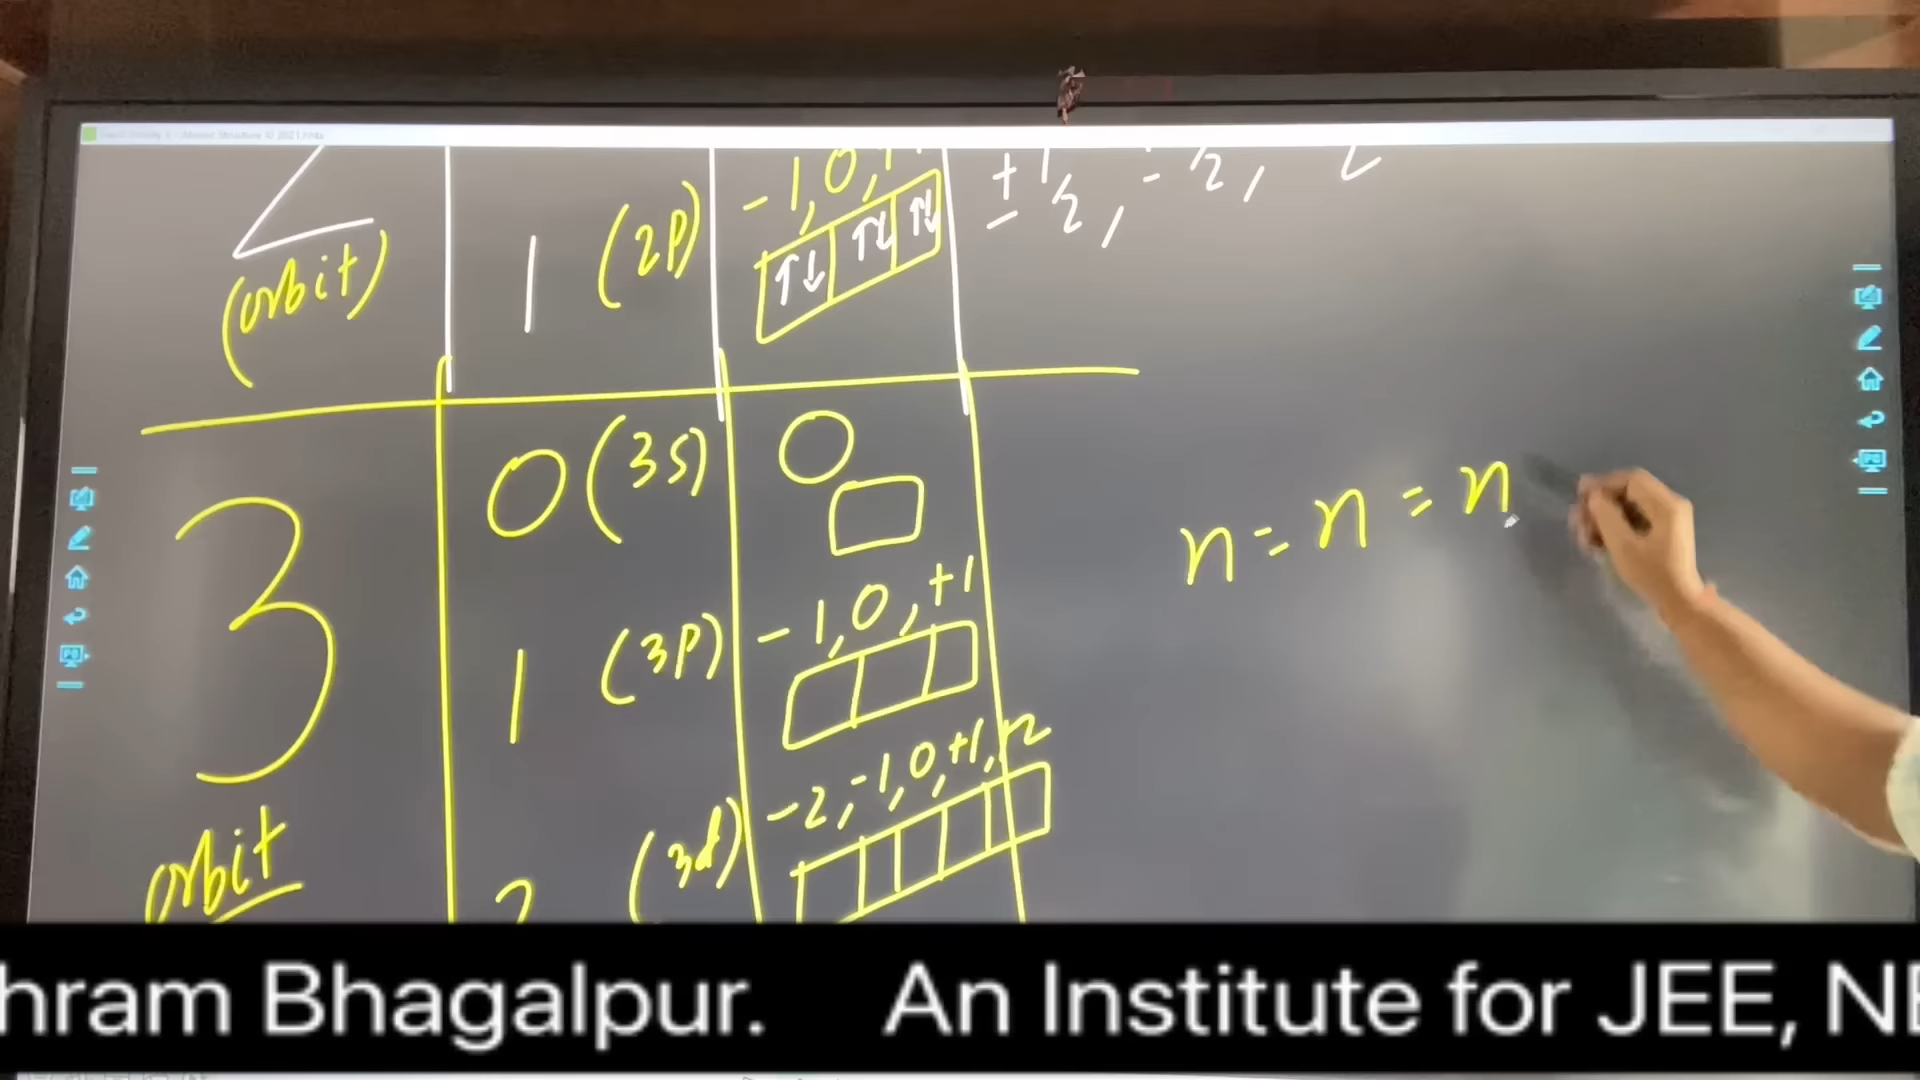 2 1 (2p) -1, 0, +
(orbit)
↑↓ ↑↓ ↑↓
± 1/2,
3 0 (3s) 0
1 (3p) -1, 0, +1
2 (3d) -2, -1, 0, +1, +2
orbit
n = n = n
hram Bhagalpur. An Institute for JEE, NE